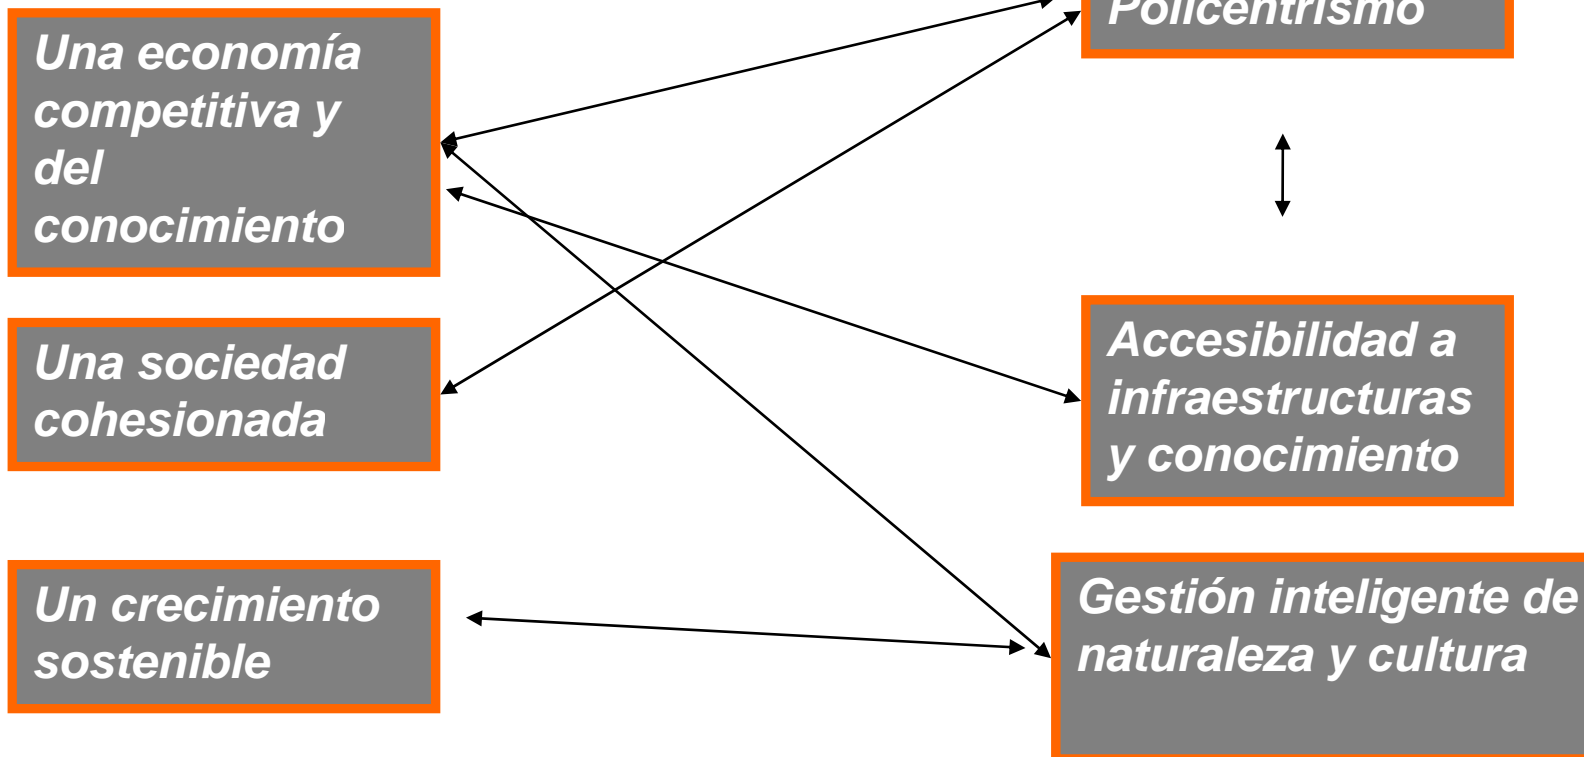 Una economía
competitiva y
del
conocimiento
Policentrismo
Una sociedad
cohesionada
Accesibilidad a
infraestructuras
y conocimiento
Un crecimiento
sostenible
Gestión inteligente de
naturaleza y cultura